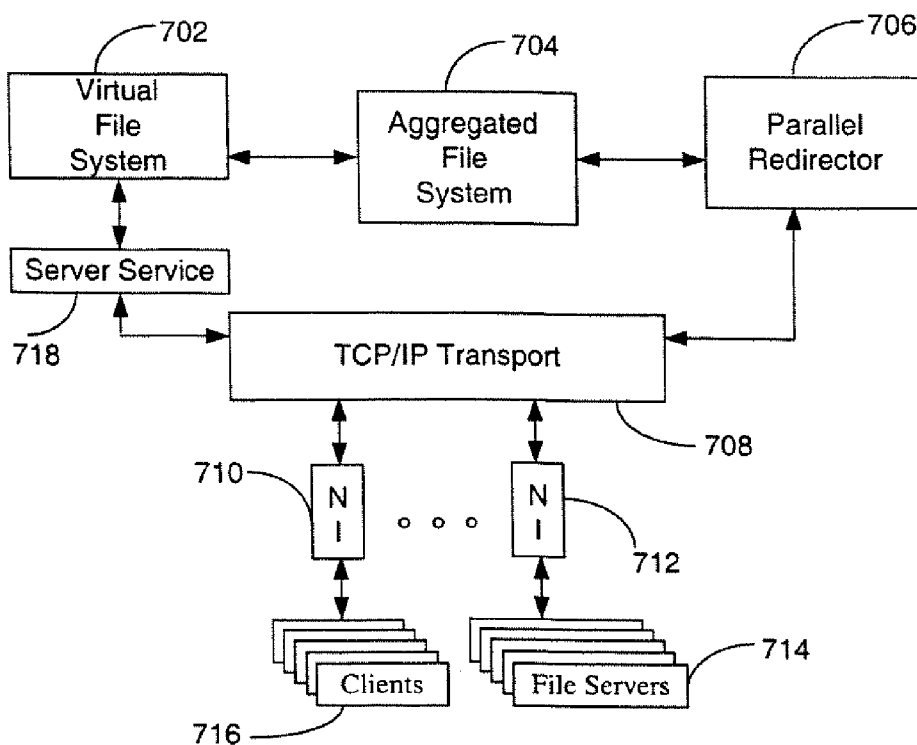 702
704
706
Virtual
File
System
Aggregated
File
System
Parallel
Redirector
Server Service
718
TCP/IP Transport
708
710
N
I
N
I
712
Clients
File Servers
714
716